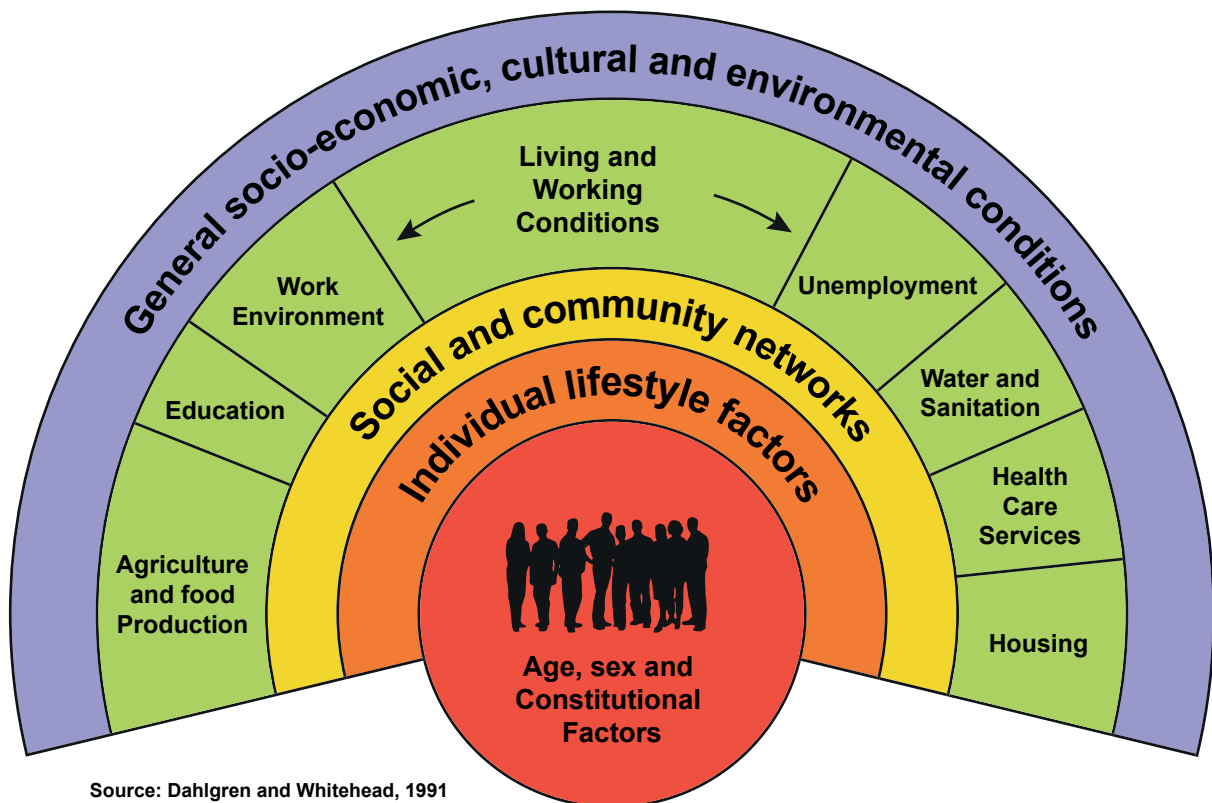 General socio-economic, cultural and environmental conditions
Living and
Working
Conditions
Work
Environment
Unemployment
Education
Water and
Sanitation
Agriculture
and food
Production
Health
Care
Services
Housing
Social and community networks
Individual lifestyle factors
Age, sex and
Constitutional
Factors
Source: Dahlgren and Whitehead, 1991